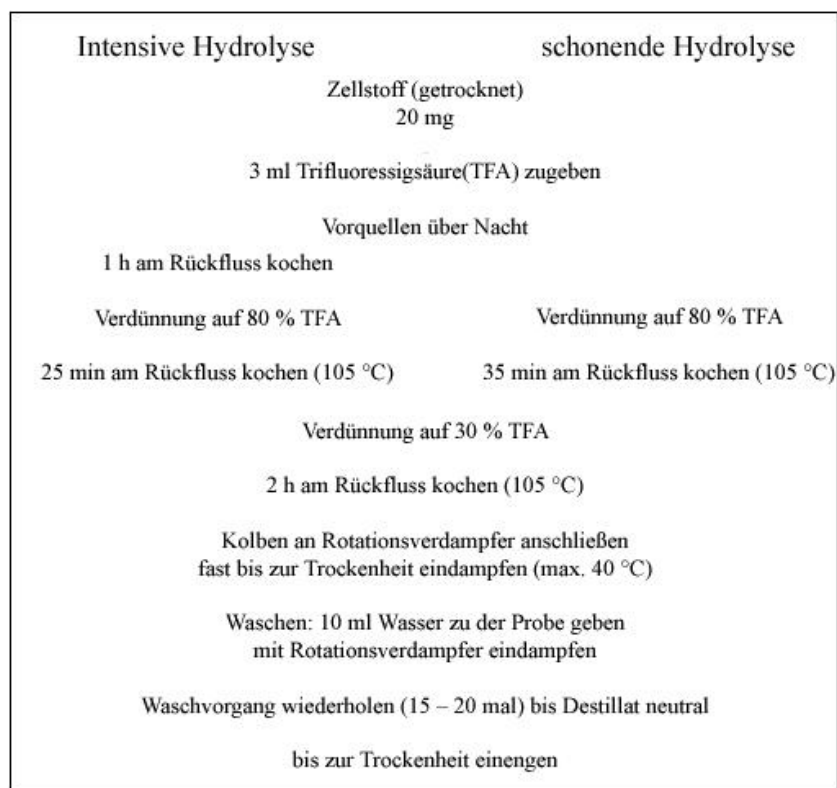 Intensive Hydrolyse schonende Hydrolyse
Zellstoff (getrocknet)
20 mg
3 ml Trifluoressigsäure(TFA) zugeben
Vorquellen über Nacht
1 h am Rückfluss kochen
Verdünnung auf 80 % TFA Verdünnung auf 80 % TFA
25 min am Rückfluss kochen (105 °C) 35 min am Rückfluss kochen (105 °C)
Verdünnung auf 30 % TFA
2 h am Rückfluss kochen (105 °C)
Kolben an Rotationsverdampfer anschließen
fast bis zur Trockenheit eindampfen (max. 40 °C)
Waschen: 10 ml Wasser zu der Probe geben
mit Rotationsverdampfer eindampfen
Waschvorgang wiederholen (15 – 20 mal) bis Destillat neutral
bis zur Trockenheit einengen